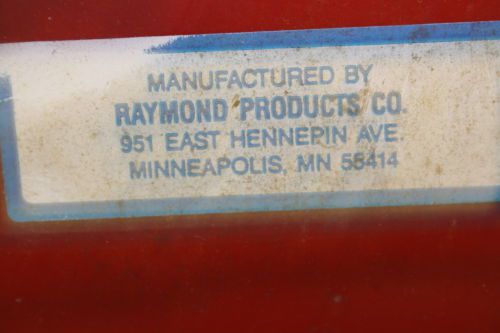 MANUFACTURED BY
RAYMOND PRODUCTS CO.
951 EAST HENNEPIN AVE.
MINNEAPOLIS, MN 55414